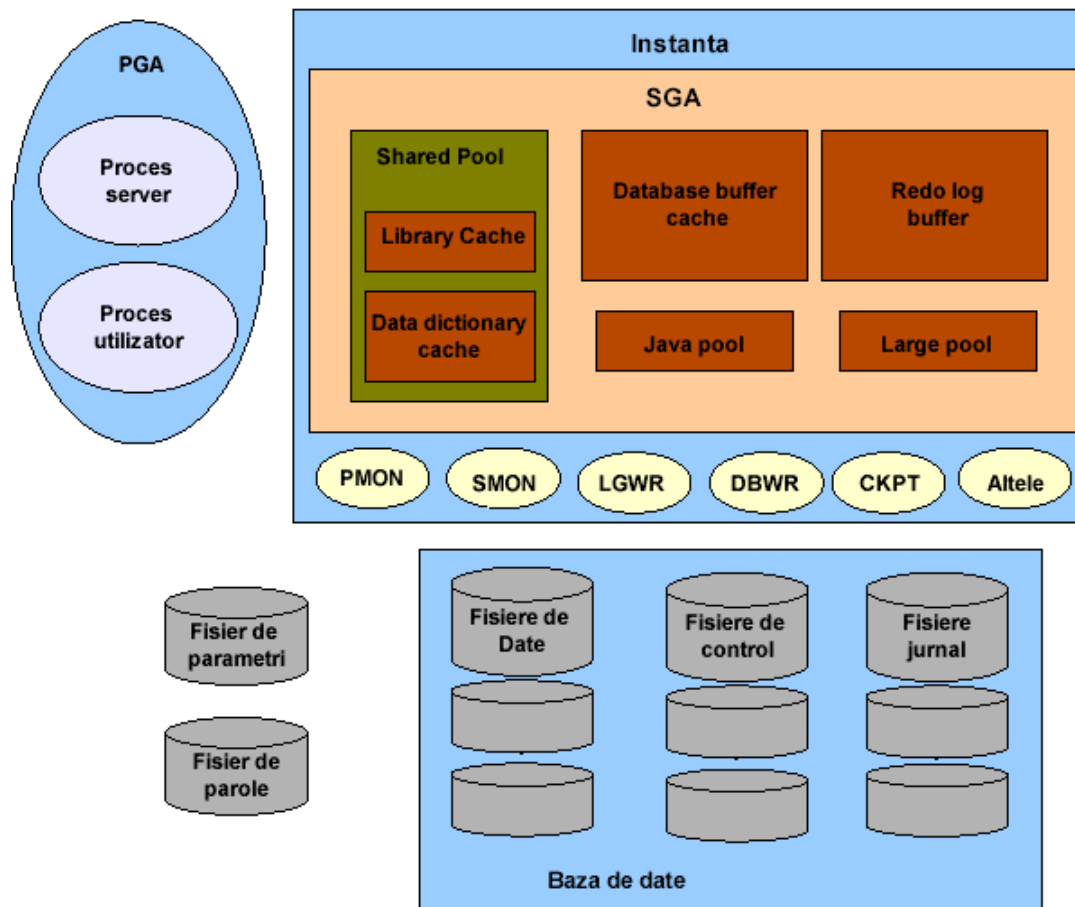 PGA
Proces
server
Proces
utilizator
Instanta
SGA
Shared Pool
Library Cache
Data dictionary
cache
Database buffer
cache
Redo log
buffer
Java pool
Large pool
PMON
SMON
LGWR
DBWR
CKPT
Altele
Fisier de
parametri
Fisier de
parole
Fisiere de
Date
Fisiere de
control
Fisiere
jurnal
Baza de date